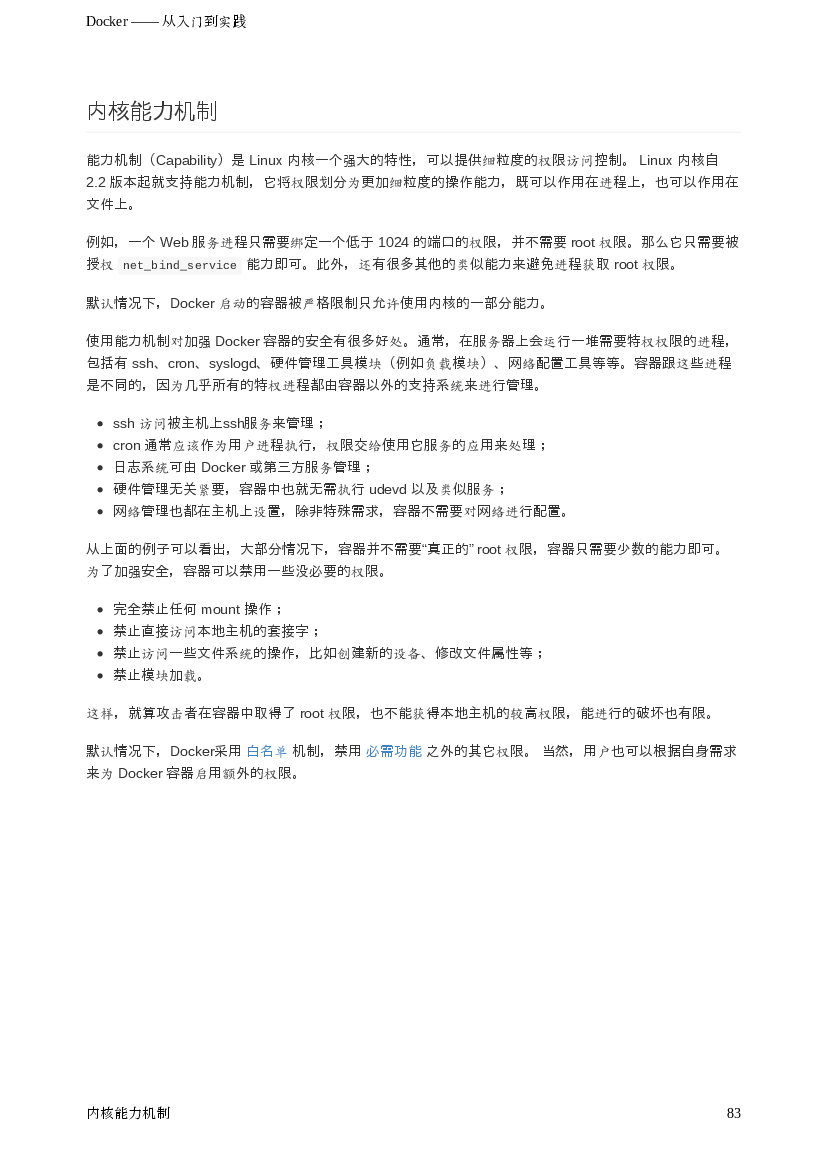 Docker —— 从入门到实践
内核能力机制
能力机制（Capability）是 Linux 内核一个强大的特性，可以提供细粒度的权限访问控制。 Linux 内核自
2.2 版本起就支持能力机制，它将权限划分为更加细粒度的操作能力，既可以作用在进程上，也可以作用在
文件上。
例如，一个 Web 服务进程只需要绑定一个低于 1024 的端口的权限，并不需要 root 权限。那么它只需要被
授权 net_bind_service 能力即可。此外，还有很多其他的类似能力来避免进程获取 root 权限。
默认情况下，Docker 启动的容器被严格限制只允许使用内核的一部分能力。
使用能力机制对加强 Docker 容器的安全有很多好处。通常，在服务器上会运行一堆需要特权权限的进程，
包括有 ssh、cron、syslogd、硬件管理工具模块（例如负载模块）、网络配置工具等等。容器跟这些进程
是不同的，因为几乎所有的特权进程都由容器以外的支持系统来进行管理。
• ssh 访问被主机上ssh服务来管理；
• cron 通常应该作为用户进程执行，权限交给使用它服务的应用来处理；
• 日志系统可由 Docker 或第三方服务管理；
• 硬件管理无关紧要，容器中也就无需执行 udevd 以及类似服务；
• 网络管理也都在主机上设置，除非特殊需求，容器不需要对网络进行配置。
从上面的例子可以看出，大部分情况下，容器并不需要“真正的” root 权限，容器只需要少数的能力即可。
为了加强安全，容器可以禁用一些没必要的权限。
• 完全禁止任何 mount 操作；
• 禁止直接访问本地主机的套接字；
• 禁止访问一些文件系统的操作，比如创建新的设备、修改文件属性等；
• 禁止模块加载。
这样，就算攻击者在容器中取得了 root 权限，也不能获得本地主机的较高权限，能进行的破坏也有限。
默认情况下，Docker采用 白名单 机制，禁用 必需功能 之外的其它权限。 当然，用户也可以根据自身需求
来为 Docker 容器启用额外的权限。
内核能力机制
83